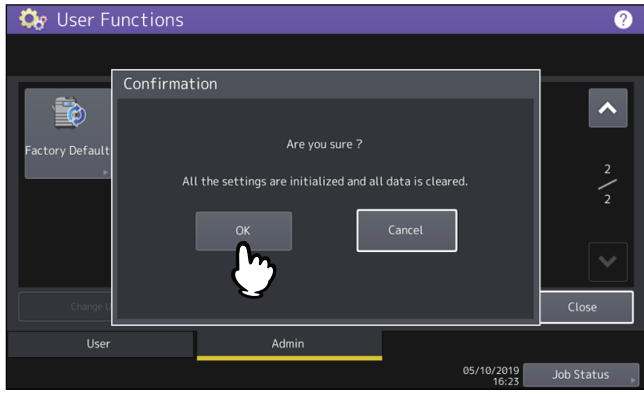 User Functions
?
Confirmation
Factory Default
Are you sure ?
All the settings are initialized and all data is cleared.
2
2
OK
Cancel
Change U
Close
User
Admin
05/10/2019
16:23
Job Status